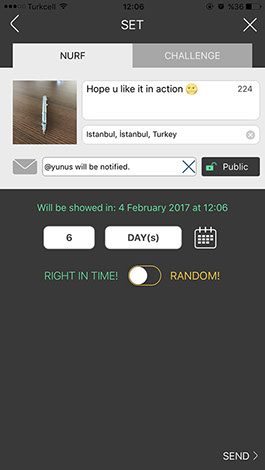 Turkcell 12:06 %36
SET
NURF CHALLENGE
Hope u like it in action 😬 224
Istanbul, İstanbul, Turkey
@yunus will be notified. Public
Will be showed in: 4 February 2017 at 12:06
6 DAY(s)
RIGHT IN TIME! RANDOM!
SEND >